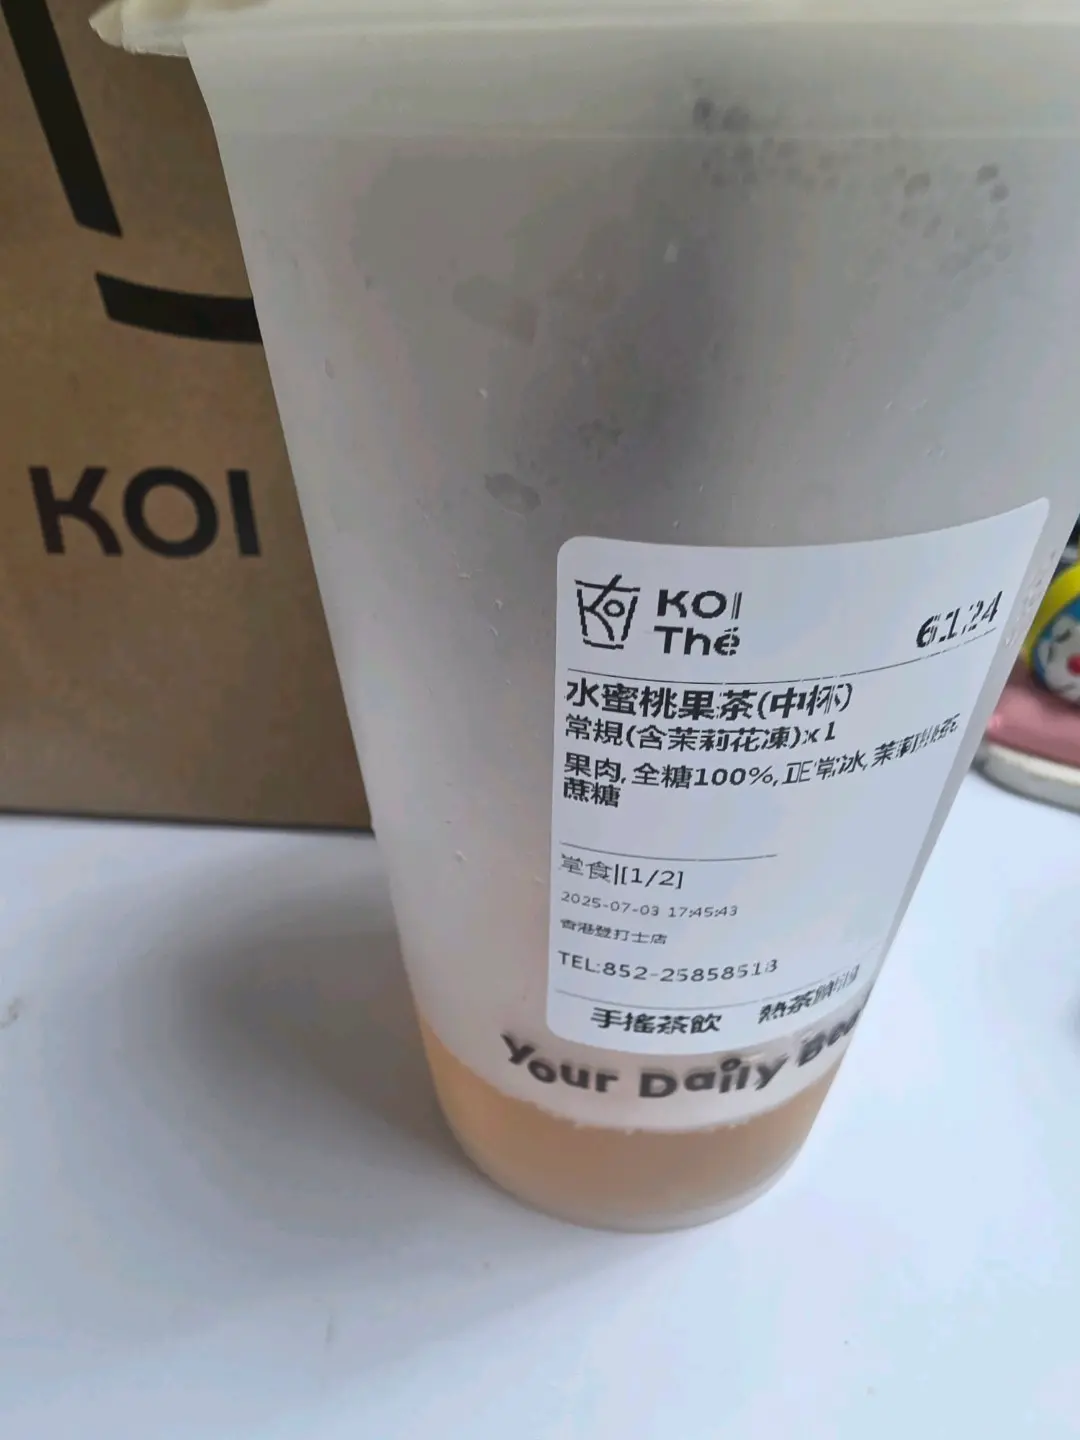 KOI
KOI
Thé
6124
水蜜桃果茶(中杯)
常規(含茉莉花凍)x1
果肉,全糖100%,正常冰,茉莉
蔗糖
堂食|[1/2]
2025-07-03 17:45:43
香港登打士店
TEL:852-25858518
手搖茶飲 熱茶
Your Daily